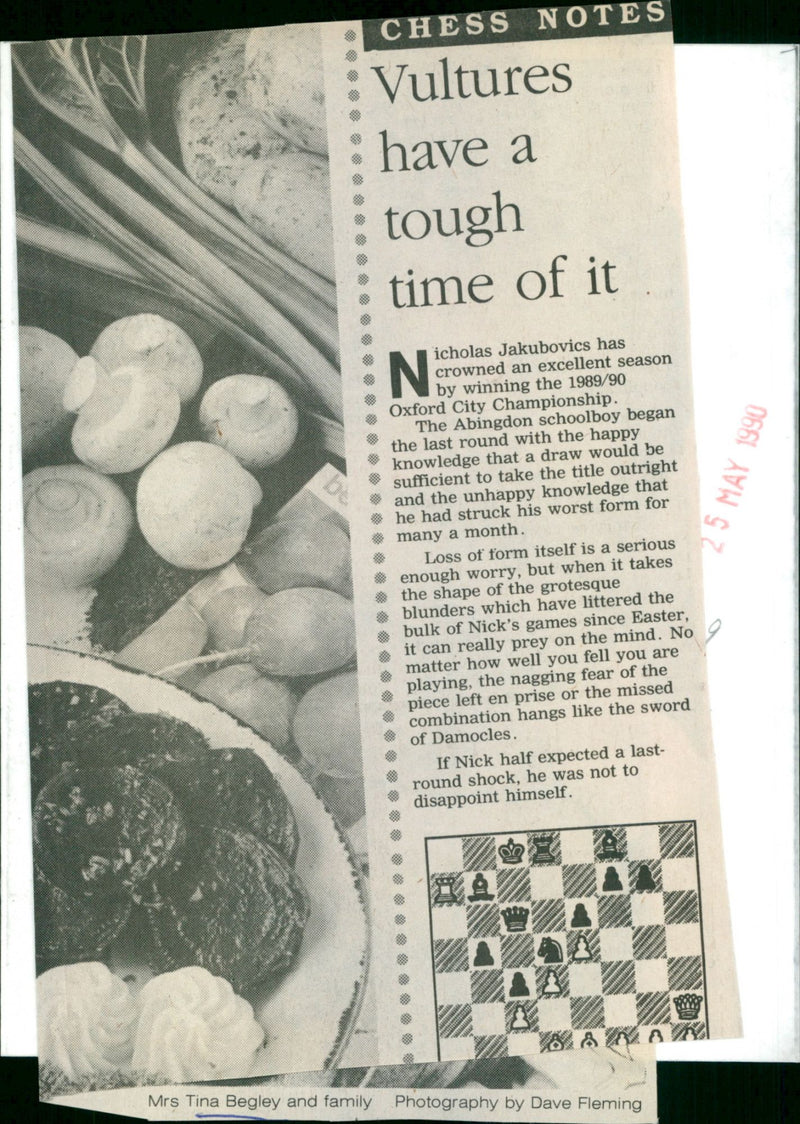 CHESS NOTES
Vultures
have a
tough
time of it
Nicholas Jakubovics has
crowned an excellent season
by winning the 1989/90
Oxford City Championship.
The Abingdon schoolboy began
the last round with the happy
knowledge that a draw would be
sufficient to take the title outright
and the unhappy knowledge that
he had struck his worst form for
many a month.
Loss of form itself is a serious
enough worry, but when it takes
the shape of the grotesque
blunders which have littered the
bulk of Nick's games since Easter,
it can really prey on the mind. No
matter how well you fell you are
playing, the nagging fear of the
piece left en prise or the missed
combination hangs like the sword
of Damocles.
If Nick half expected a last-
round shock, he was not to
disappoint himself.
25 MAY 1990
9
be
Mrs Tina Begley and family Photography by Dave Fleming